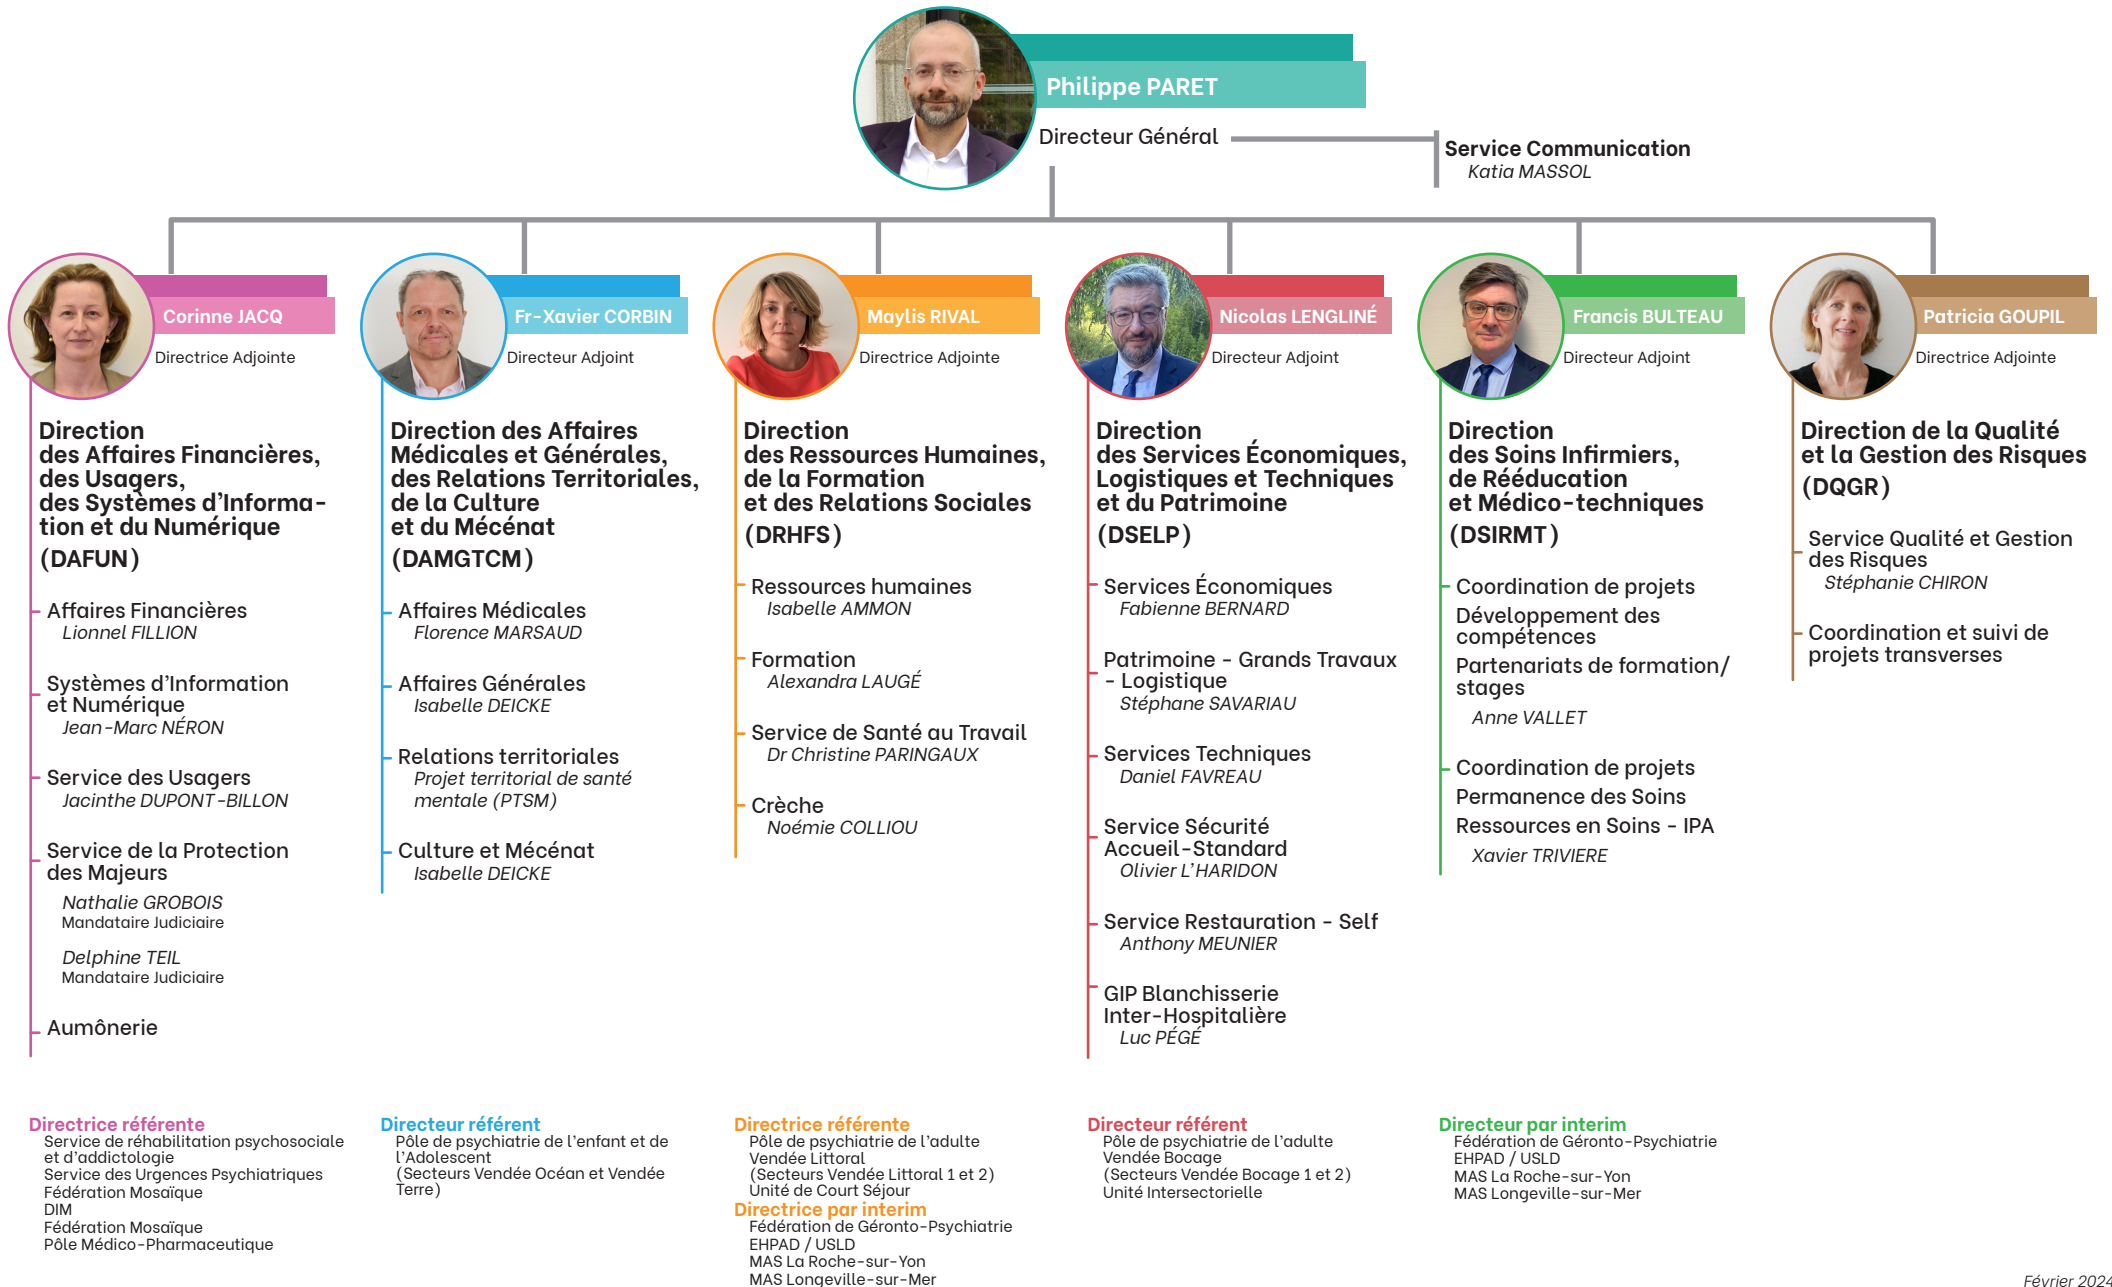 Philippe PARET
Directeur Général
Service Communication
Katia MASSOL
Corinne JACQ
Directrice Adjointe
Direction
des Affaires Financières,
des Usagers,
des Systèmes d'Informa-
tion et du Numérique
(DAFUN)
Affaires Financières
Lionnel FILLION
Systèmes d'Information
et Numérique
Jean-Marc NÉRON
Service des Usagers
Jacinthe DUPONT-BILLON
Service de la Protection
des Majeurs
Nathalie GROBOIS
Mandataire Judiciaire
Delphine TEIL
Mandataire Judiciaire
Aumônerie
Directrice référente
Service de réhabilitation psychosociale
et d'addictologie
Service des Urgences Psychiatriques
Fédération Mosaïque
DIM
Fédération Mosaïque
Pôle Médico-Pharmaceutique
Fr-Xavier CORBIN
Directeur Adjoint
Direction des Affaires
Médicales et Générales,
des Relations Territoriales,
de la Culture
et du Mécénat
(DAMGTCM)
Affaires Médicales
Florence MARSAUD
Affaires Générales
Isabelle DEICKE
Relations territoriales
Projet territorial de santé
mentale (PTSM)
Culture et Mécénat
Isabelle DEICKE
Directeur référent
Pôle de psychiatrie de l'enfant et de
l'Adolescent
(Secteurs Vendée Océan et Vendée
Terre)
Maylis RIVAL
Directrice Adjointe
Direction
des Ressources Humaines,
de la Formation
et des Relations Sociales
(DRHFS)
Ressources humaines
Isabelle AMMON
Formation
Alexandra LAUGÉ
Service de Santé au Travail
Dr Christine PARINGAUX
Crèche
Noémie COLLIOU
Directrice référente
Pôle de psychiatrie de l'adulte
Vendée Littoral
(Secteurs Vendée Littoral 1 et 2)
Unité de Court Séjour
Directrice par interim
Fédération de Géronto-Psychiatrie
EHPAD / USLD
MAS La Roche-sur-Yon
MAS Longeville-sur-Mer
Nicolas LENGLINÉ
Directeur Adjoint
Direction
des Services Économiques,
Logistiques et Techniques
et du Patrimoine
(DSELP)
Services Économiques
Fabienne BERNARD
Patrimoine - Grands Travaux
- Logistique
Stéphane SAVARIAU
Services Techniques
Daniel FAVREAU
Service Sécurité
Accueil-Standard
Olivier L'HARIDON
Service Restauration - Self
Anthony MEUNIER
GIP Blanchisserie
Inter-Hospitalière
Luc PÉGÉ
Directeur référent
Pôle de psychiatrie de l'adulte
Vendée Bocage
(Secteurs Vendée Bocage 1 et 2)
Unité Intersectorielle
Francis BULTEAU
Directeur Adjoint
Direction
des Soins Infirmiers,
de Rééducation
et Médico-techniques
(DSIRMT)
Coordination de projets
Développement des
compétences
Partenariats de formation/
stages
Anne VALLET
Coordination de projets
Permanence des Soins
Ressources en Soins - IPA
Xavier TRIVIERE
Directeur par interim
Fédération de Géronto-Psychiatrie
EHPAD / USLD
MAS La Roche-sur-Yon
MAS Longeville-sur-Mer
Patricia GOUPIL
Directrice Adjointe
Direction de la Qualité
et la Gestion des Risques
(DQGR)
Service Qualité et Gestion
des Risques
Stéphanie CHIRON
Coordination et suivi de
projets transverses
Février 2024